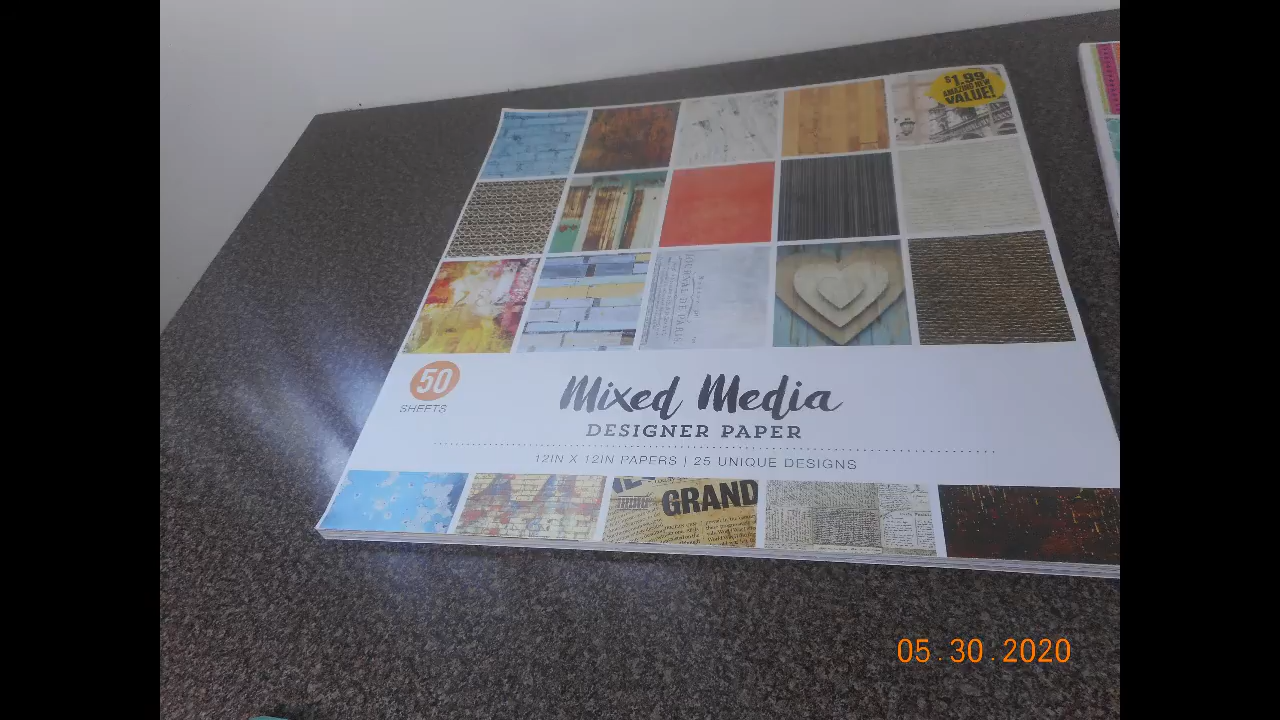 $1.99
AMAZING NEW
VALUE!
50
SHEETS
Mixed Media
DESIGNER PAPER
12IN X 12IN PAPERS | 25 UNIQUE DESIGNS
GRAND
05.30.2020